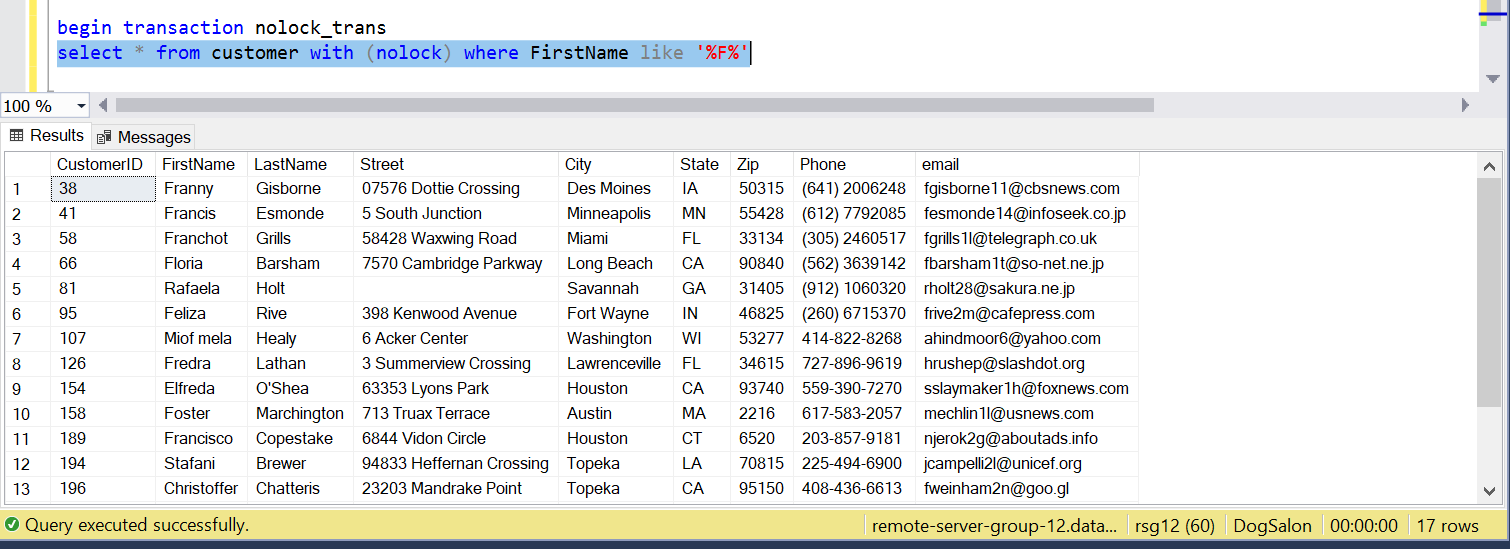 begin transaction nolock_trans
select * from customer with (nolock) where FirstName like '%F%'
100 %
Results Messages
CustomerID FirstName LastName Street City State Zip Phone email
1 38 Franny Gisborne 07576 Dottie Crossing Des Moines IA 50315 (641) 2006248 fgisborne11@cbsnews.com
2 41 Francis Esmonde 5 South Junction Minneapolis MN 55428 (612) 7792085 fesmonde14@infoseek.co.jp
3 58 Franchot Grills 58428 Waxwing Road Miami FL 33134 (305) 2460517 fgrills1l@telegraph.co.uk
4 66 Floria Barsham 7570 Cambridge Parkway Long Beach CA 90840 (562) 3639142 fbarsham1t@so-net.ne.jp
5 81 Rafaela Holt Savannah GA 31405 (912) 1060320 rholt28@sakura.ne.jp
6 95 Feliza Rive 398 Kenwood Avenue Fort Wayne IN 46825 (260) 6715370 frive2m@cafepress.com
7 107 Miof mela Healy 6 Acker Center Washington WI 53277 414-822-8268 ahindmoor6@yahoo.com
8 126 Fredra Lathan 3 Summerview Crossing Lawrenceville FL 34615 727-896-9619 hrushep@slashdot.org
9 154 Elfreda O'Shea 63353 Lyons Park Houston CA 93740 559-390-7270 sslaymaker1h@foxnews.com
10 158 Foster Marchington 713 Truax Terrace Austin MA 2216 617-583-2057 mechlin1l@usnews.com
11 189 Francisco Copestake 6844 Vidon Circle Houston CT 6520 203-857-9181 njerok2g@aboutads.info
12 194 Stafani Brewer 94833 Heffernan Crossing Topeka LA 70815 225-494-6900 jcampelli2l@unicef.org
13 196 Christoffer Chatteris 23203 Mandrake Point Topeka CA 95150 408-436-6613 fweinham2n@goo.gl
Query executed successfully. remote-server-group-12.data... rsg12 (60) DogSalon 00:00:00 17 rows